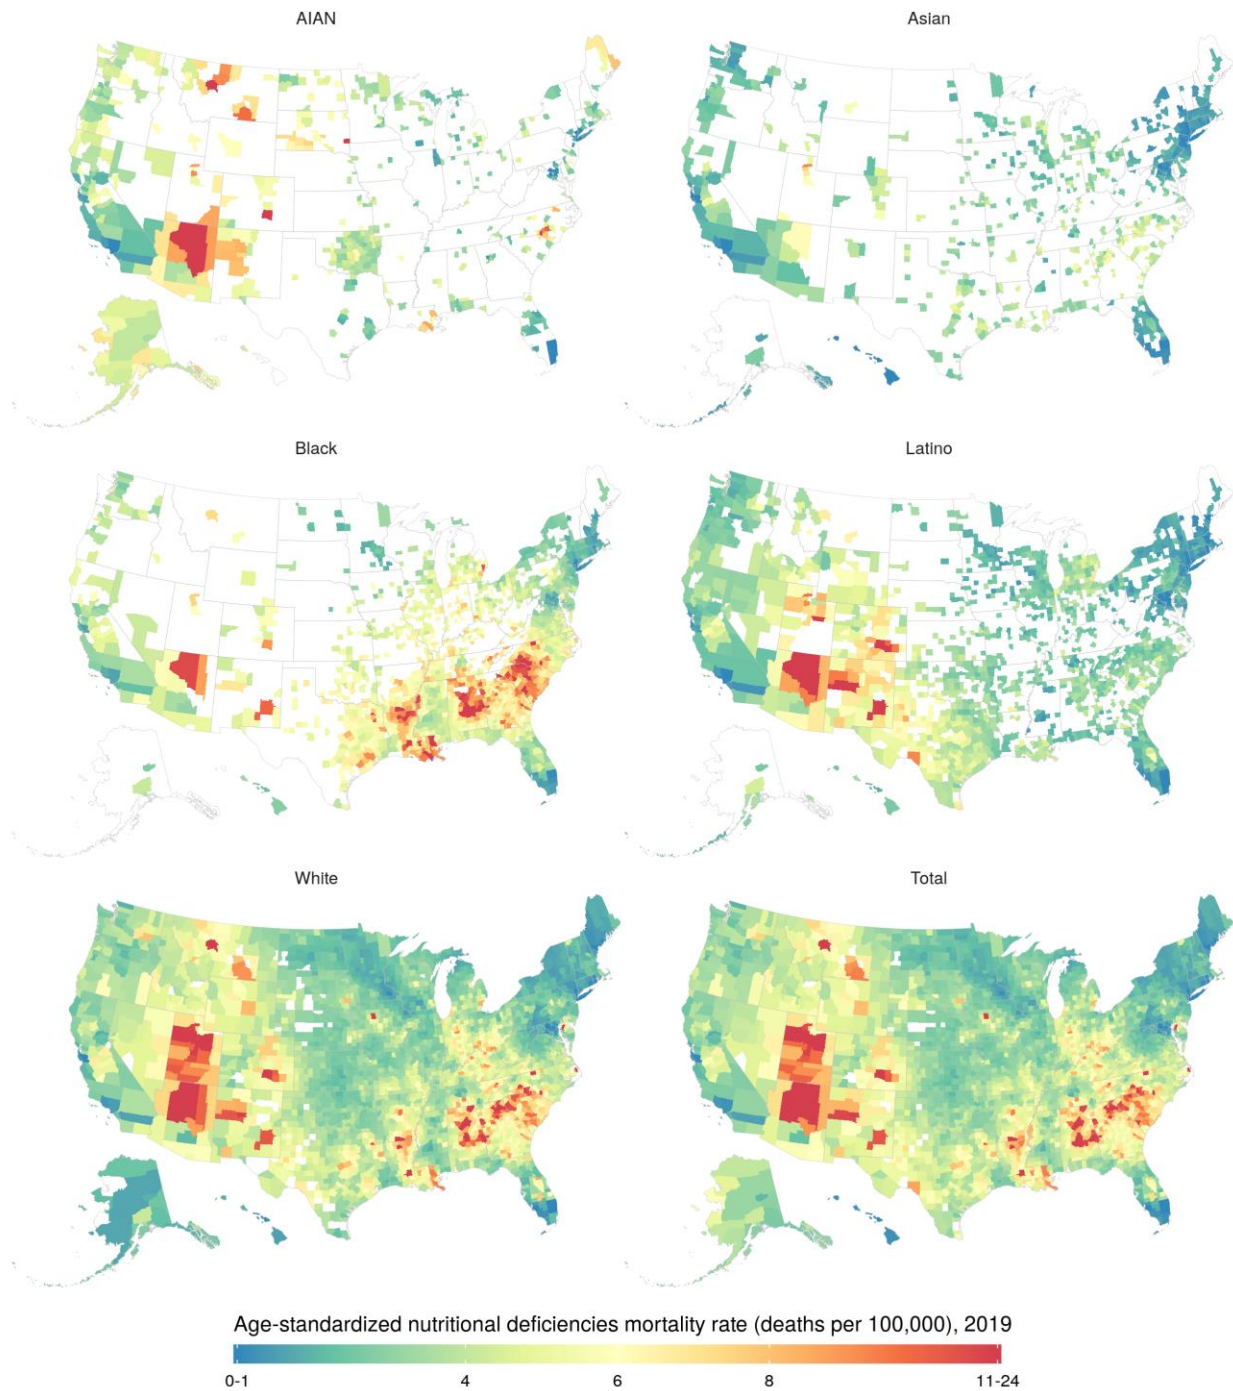 AIAN
Asian
Black
Latino
White
Total
Age-standardized nutritional deficiencies mortality rate (deaths per 100,000), 2019
0-1 4 6 8 11-24